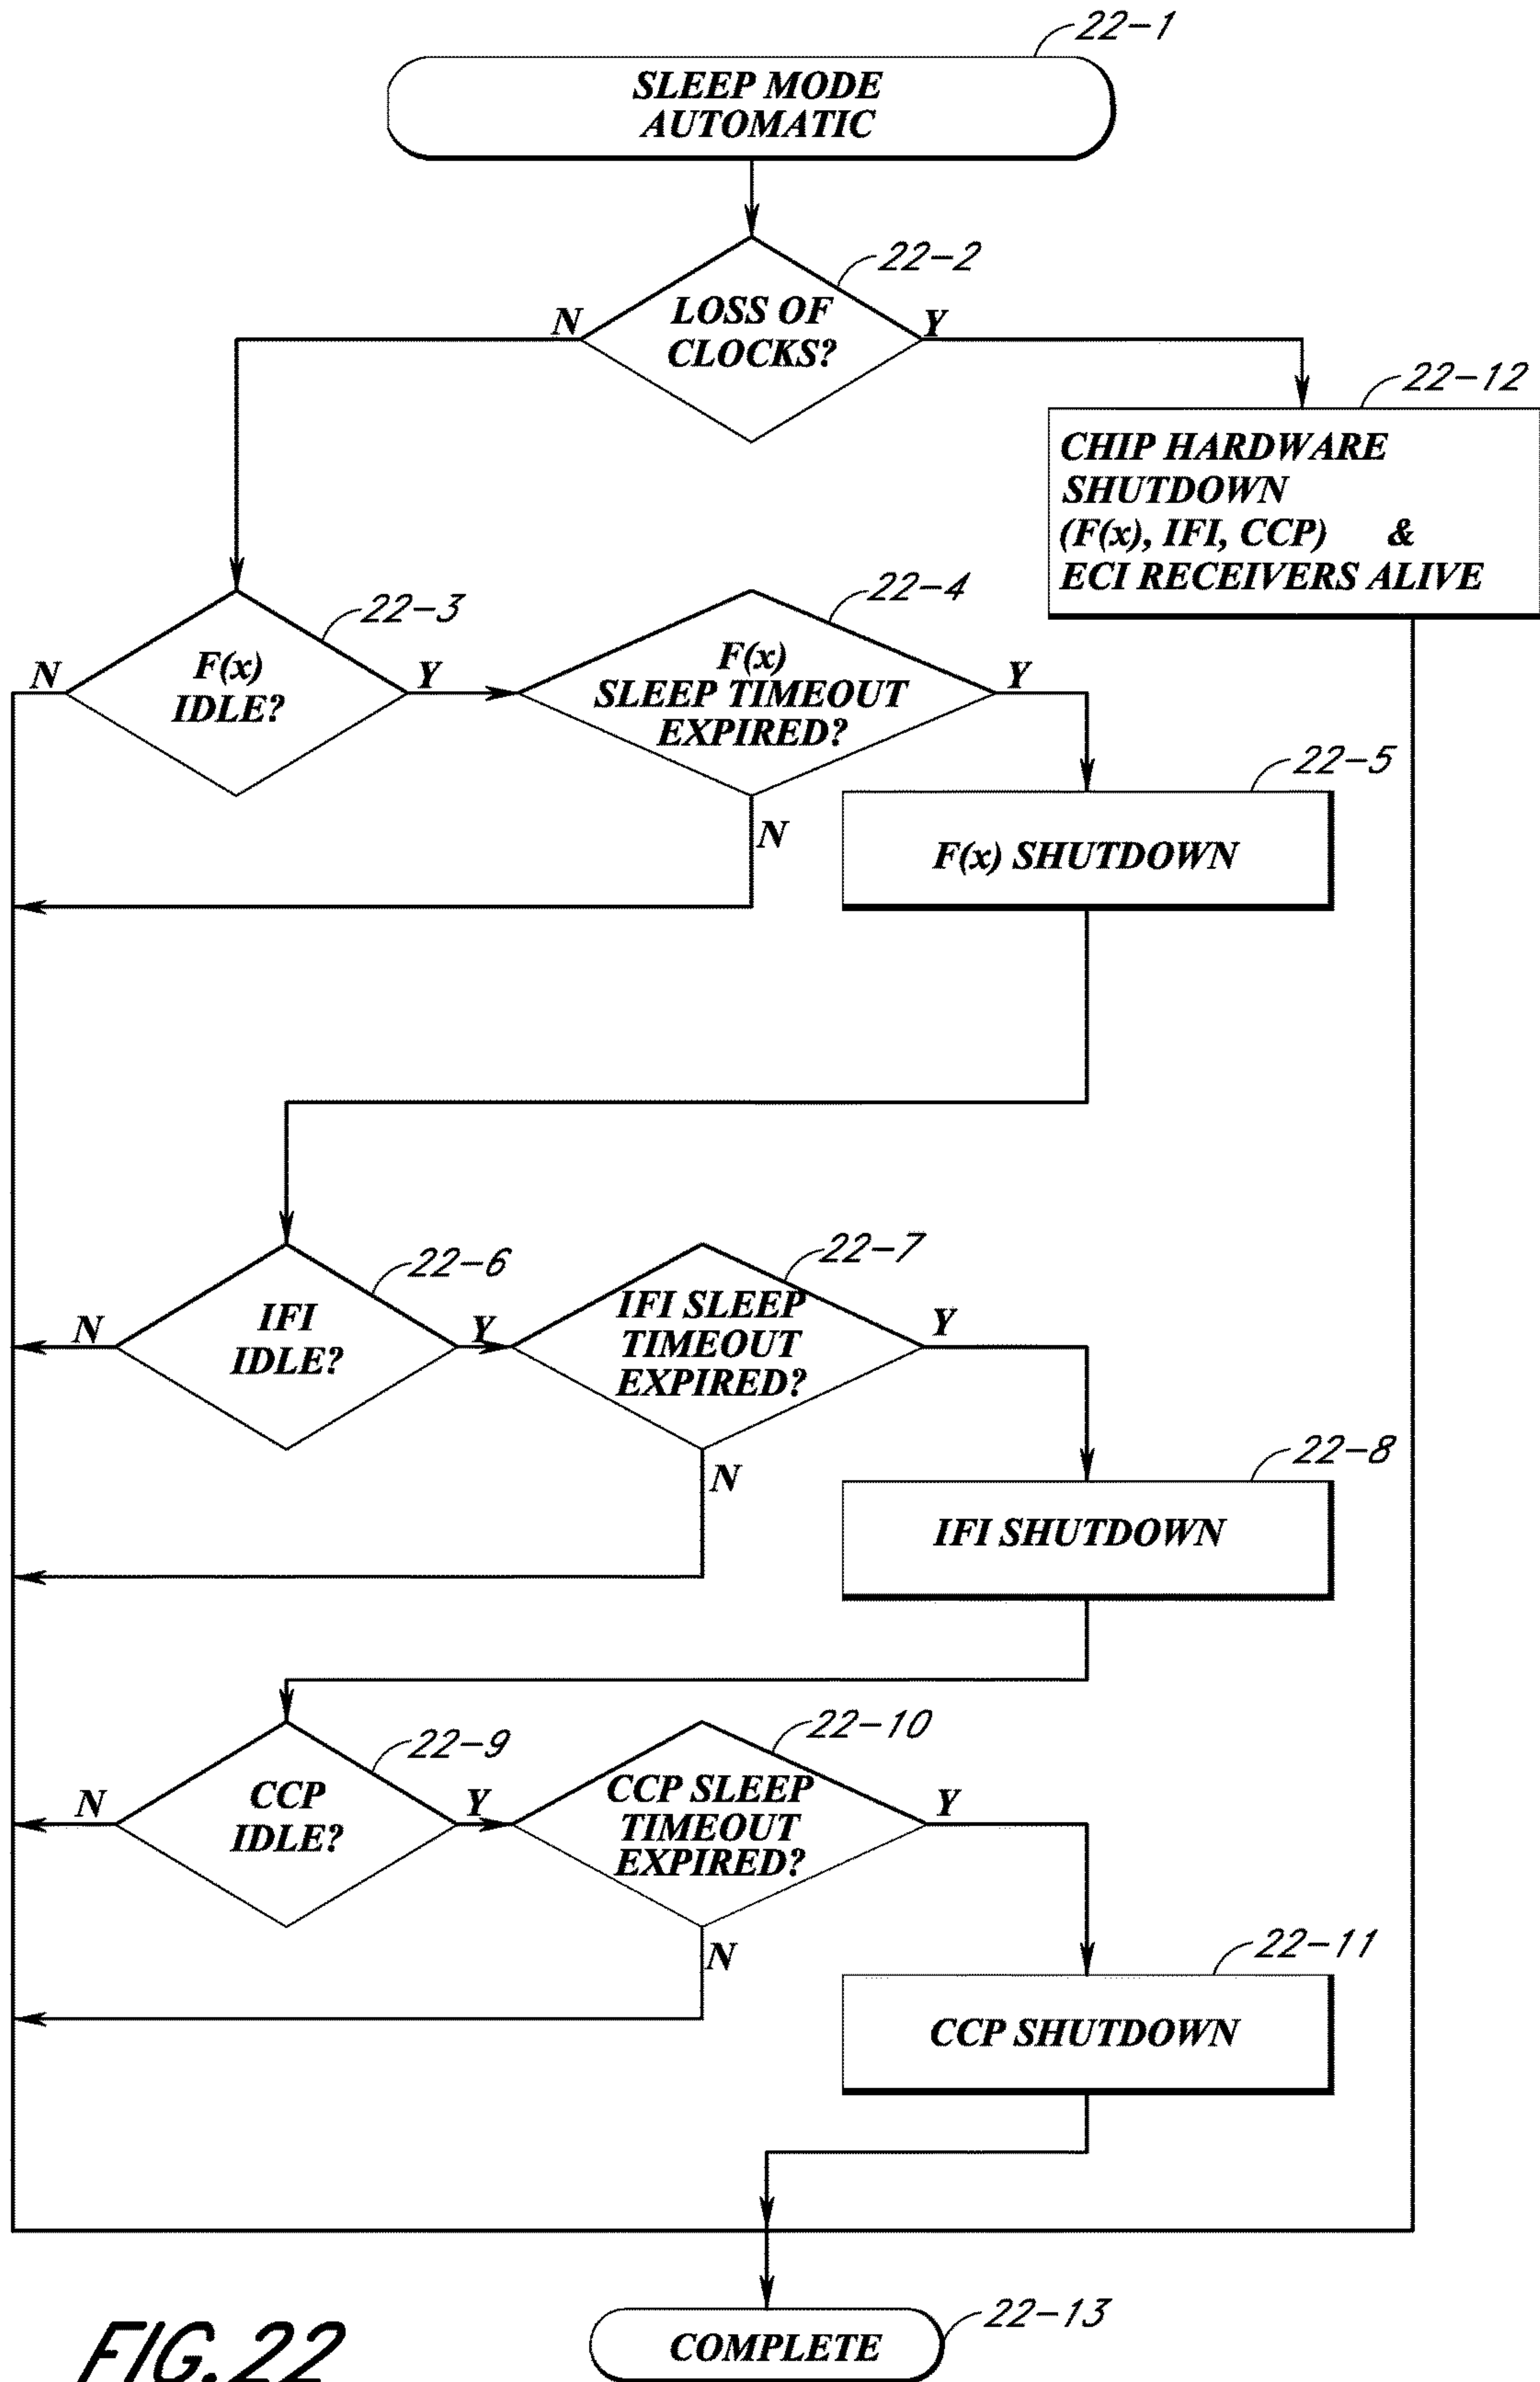 22-1
SLEEP MODE
AUTOMATIC
22-2
LOSS OF
CLOCKS?
N
Y
22-12
CHIP HARDWARE
SHUTDOWN
(F(x), IFI, CCP) &
ECI RECEIVERS ALIVE
22-3
F(x)
IDLE?
N
Y
22-4
F(x)
SLEEP TIMEOUT
EXPIRED?
Y
N
22-5
F(x) SHUTDOWN
22-6
IFI
IDLE?
N
Y
22-7
IFI SLEEP
TIMEOUT
EXPIRED?
Y
N
22-8
IFI SHUTDOWN
22-9
CCP
IDLE?
N
Y
22-10
CCP SLEEP
TIMEOUT
EXPIRED?
Y
N
22-11
CCP SHUTDOWN
22-13
COMPLETE
FIG.22